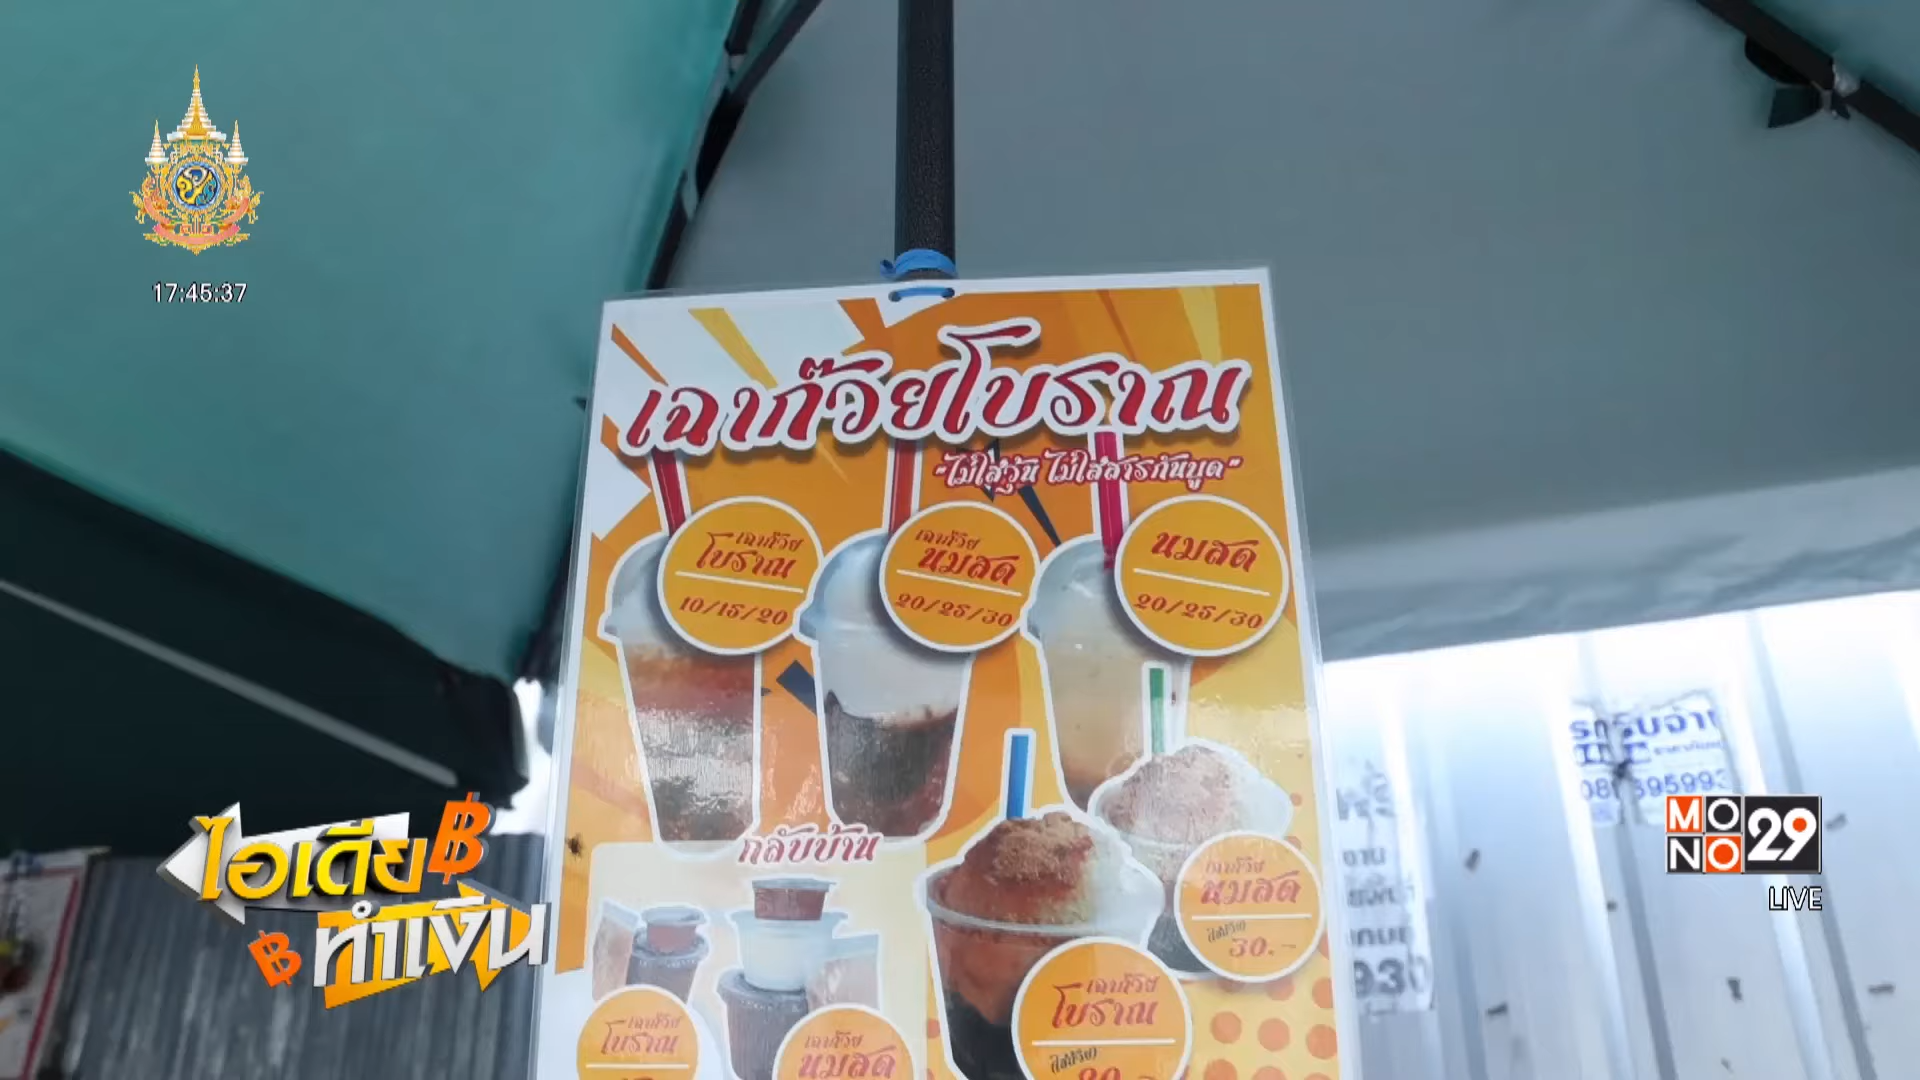 17:45:37
เฉาก๊วยโบราณ
"ไม่ใส่วุ้น ไม่ใส่สารกันบูด"
เฉาก๊วย
โบราณ
10/15/20
เฉาก๊วย
นมสด
20/25/30
นมสด
20/25/30
กลับบ้าน
เฉาก๊วย
นมสด
30.-
เฉาก๊วย
โบราณ
เฉาก๊วย
โบราณ
เฉาก๊วย
นมสด
ไอเดีย฿
฿ทำเงิน
MONO 29
LIVE
930